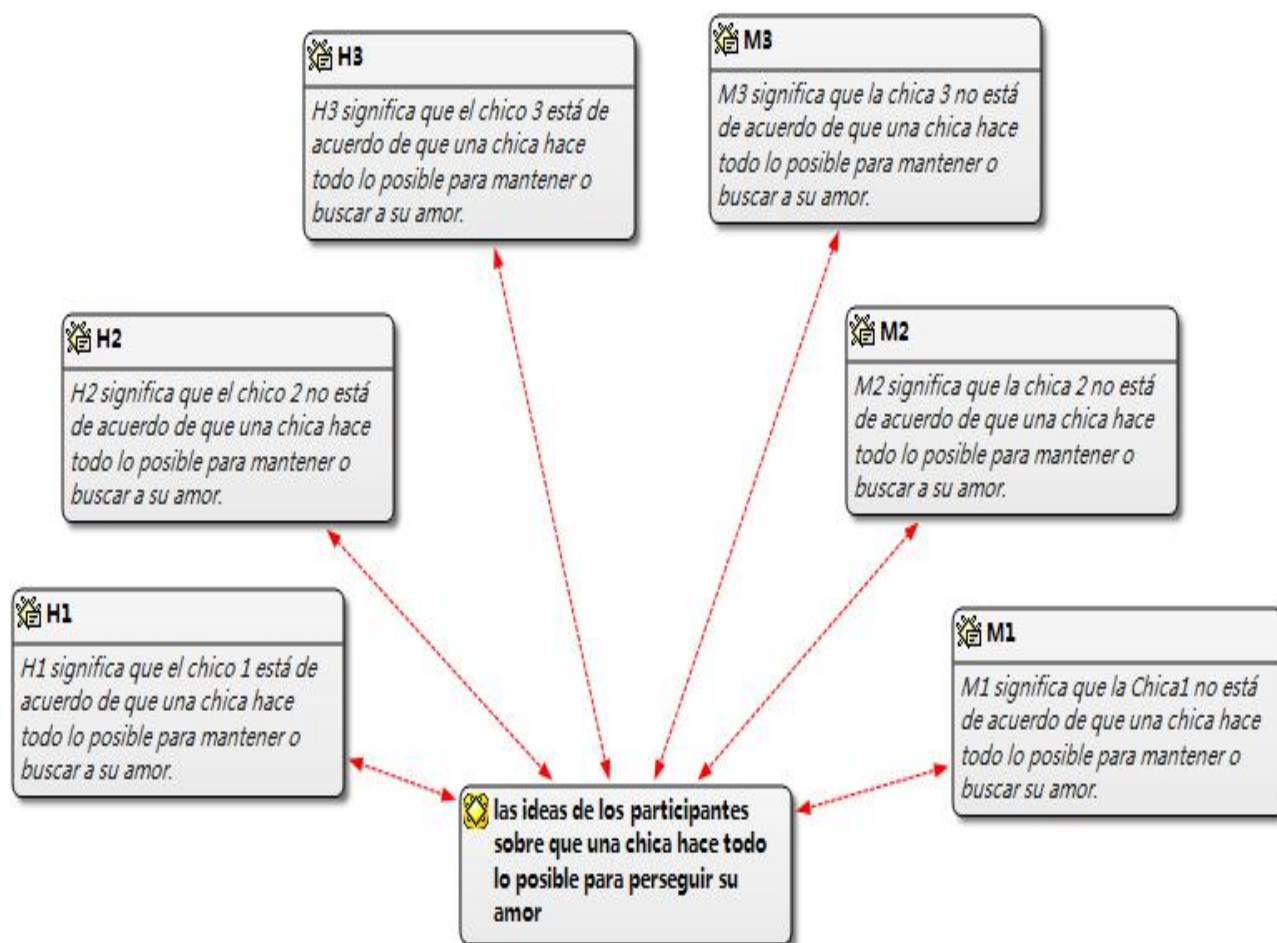 H3
H3 significa que el chico 3 está de
acuerdo de que una chica hace
todo lo posible para mantener o
buscar a su amor.
M3
M3 significa que la chica 3 no está
de acuerdo de que una chica hace
todo lo posible para mantener o
buscar a su amor.
H2
H2 significa que el chico 2 no está
de acuerdo de que una chica hace
todo lo posible para mantener o
buscar a su amor.
M2
M2 significa que la chica 2 no está
de acuerdo de que una chica hace
todo lo posible para mantener o
buscar a su amor.
H1
H1 significa que el chico 1 está de
acuerdo de que una chica hace
todo lo posible para mantener o
buscar a su amor.
M1
M1 significa que la Chica1 no está
de acuerdo de que una chica hace
todo lo posible para mantener o
buscar su amor.
las ideas de los participantes
sobre que una chica hace todo
lo posible para perseguir su
amor